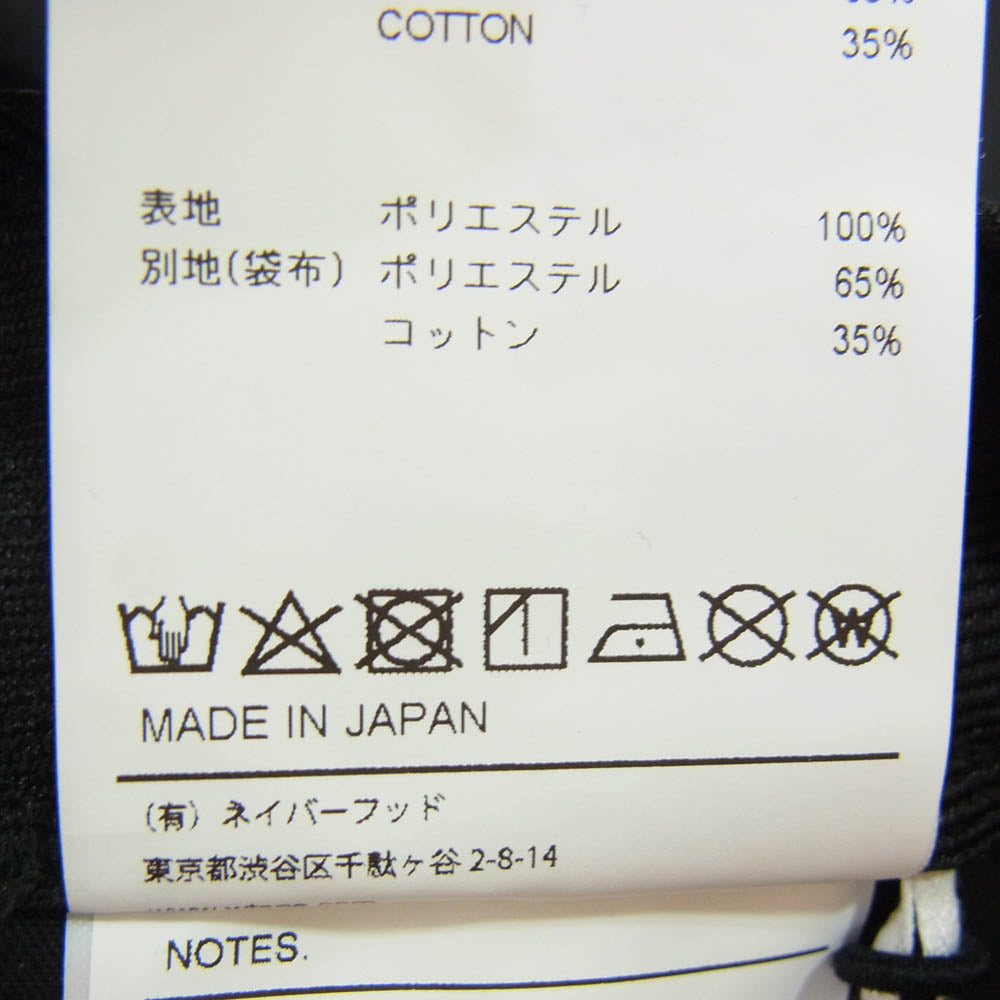 COTTON 35%
表地 ポリエステル 100%
別地(袋布) ポリエステル 65%
コットン 35%
W
MADE IN JAPAN
(有) ネイバーフッド
東京都渋谷区千駄ヶ谷 2-8-14
NOTES.